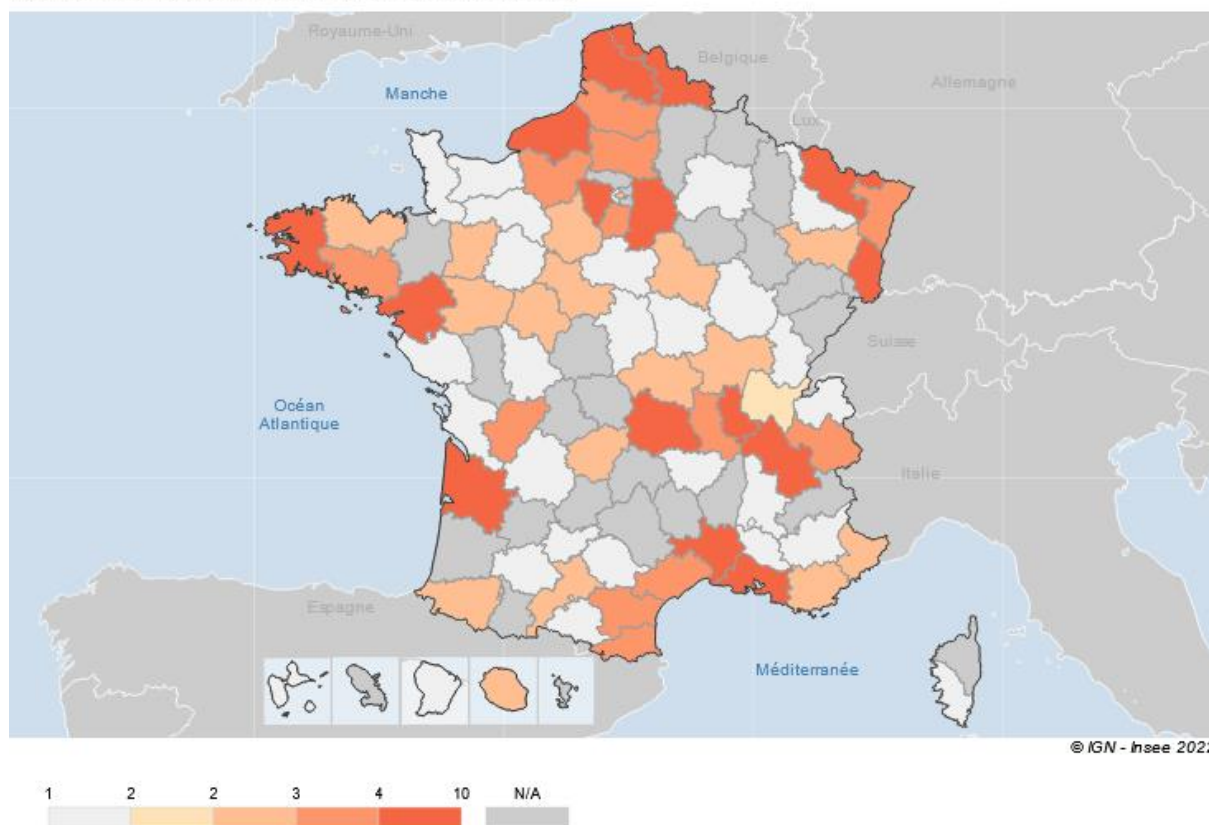 Royaume-Uni
Belgique
Manche
Allemagne
Lux.
Suisse
Océan
Atlantique
Italie
Espagne
Méditerranée
© IGN - Insee 2022
1 2 2 3 4 10 N/A